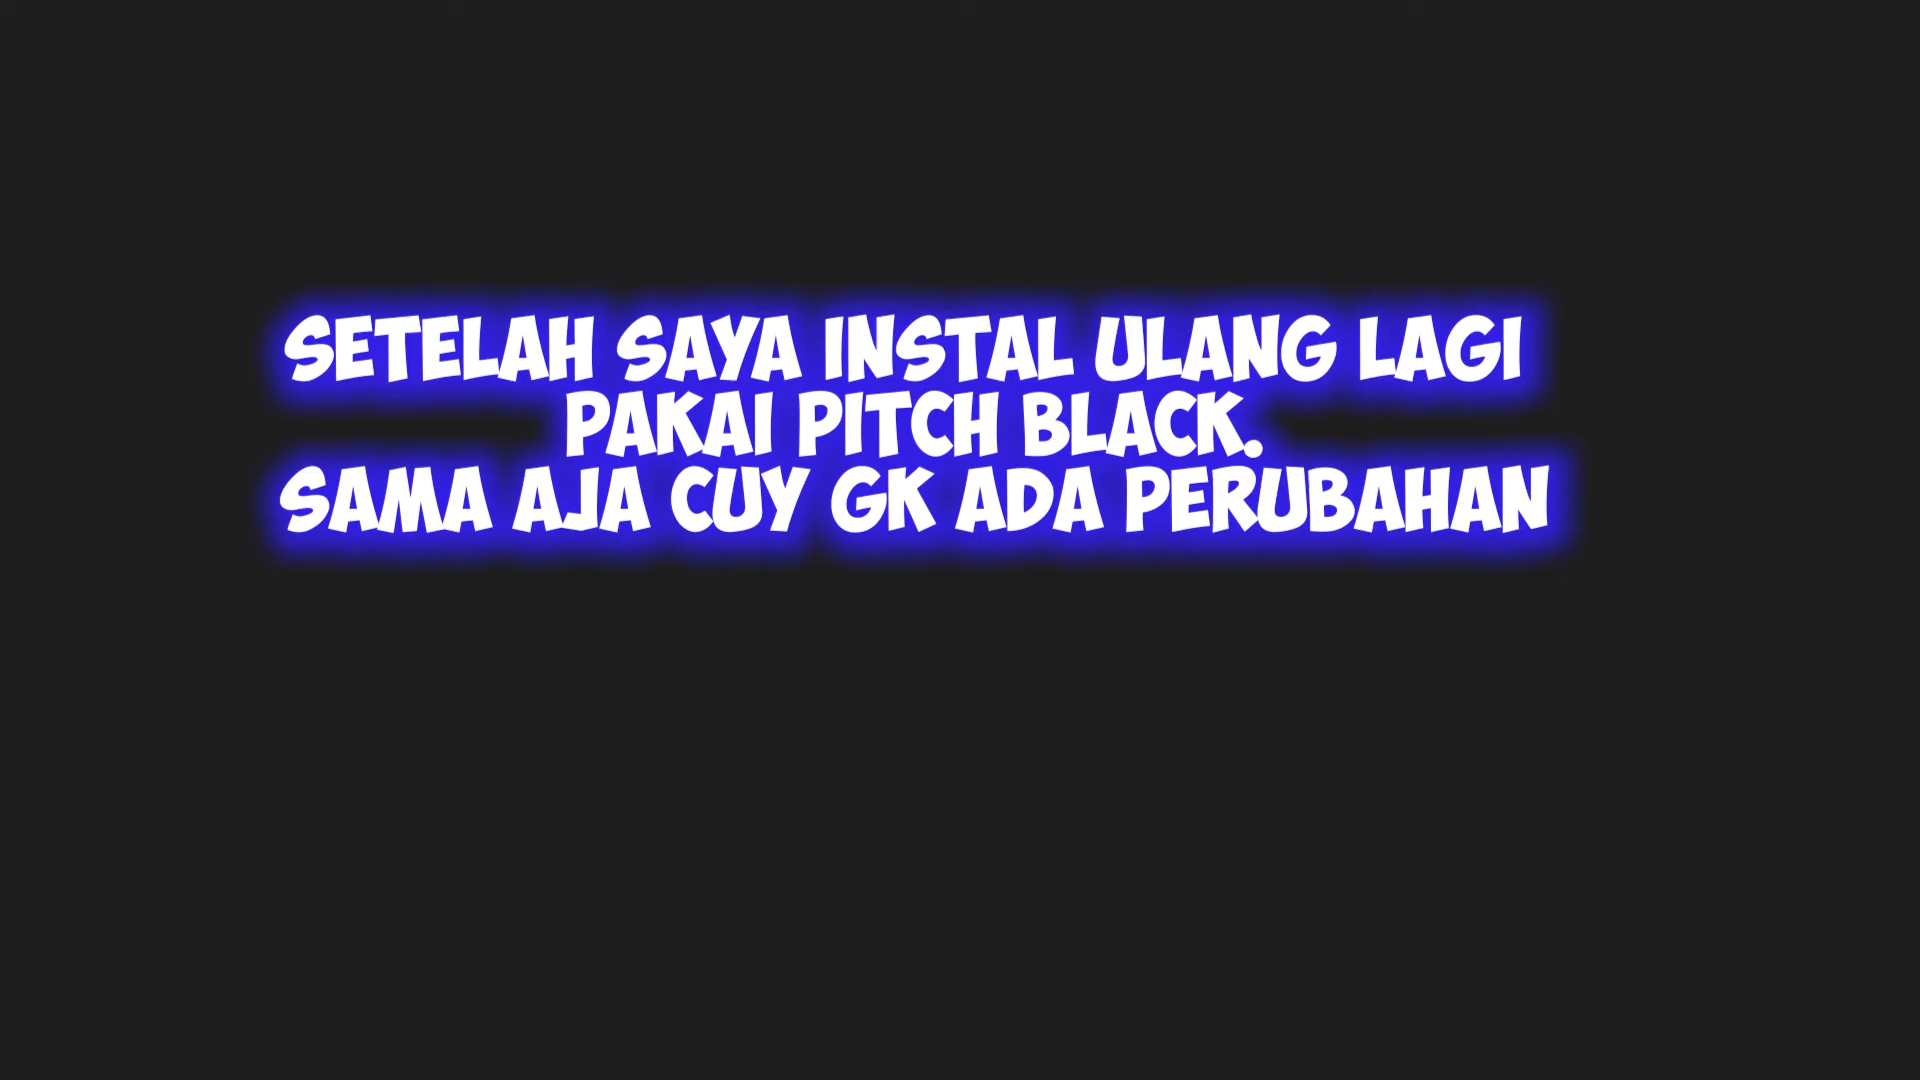 SETELAH SAYA INSTAL ULANG LAGI
PAKAI PITCH BLACK.
SAMA AJA CUY GK ADA PERUBAHAN